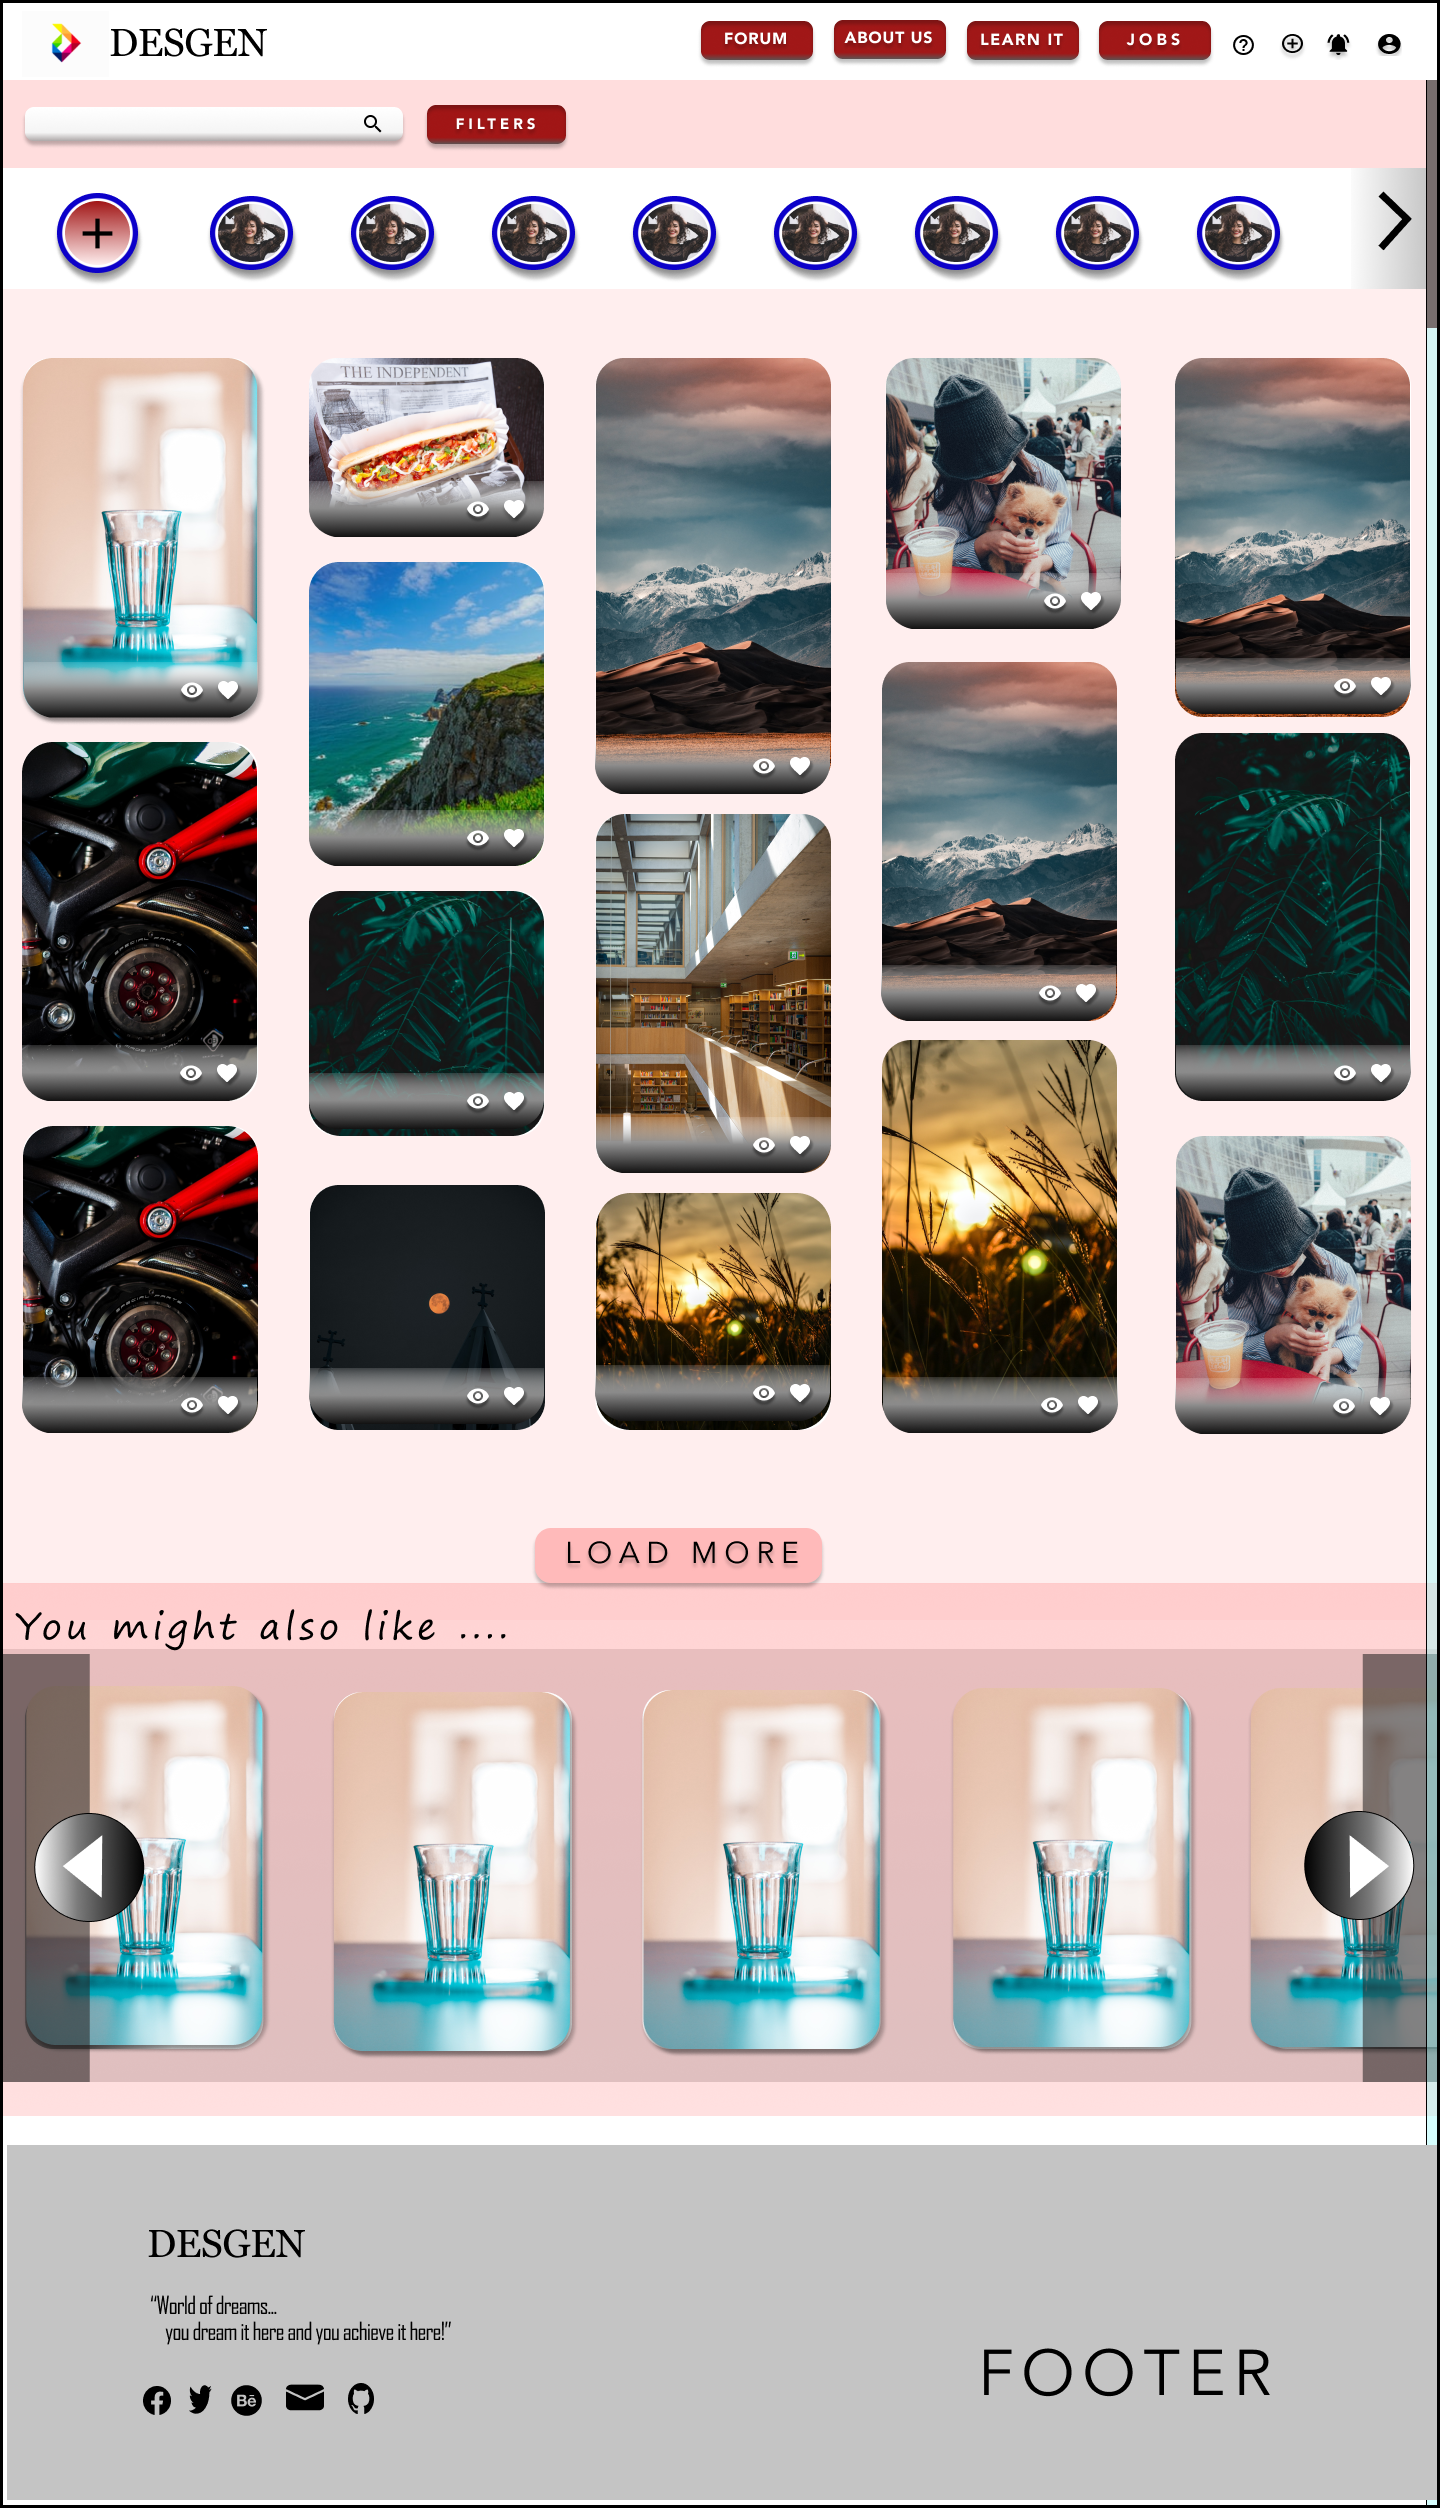 DESGEN
FORUM
ABOUT US
LEARN IT
JOBS
FILTERS
THE INDEPENDENT
LOAD MORE
You might also like ....
DESGEN
“World of dreams...
you dream it here and you achieve it here!”
Bē
FOOTER